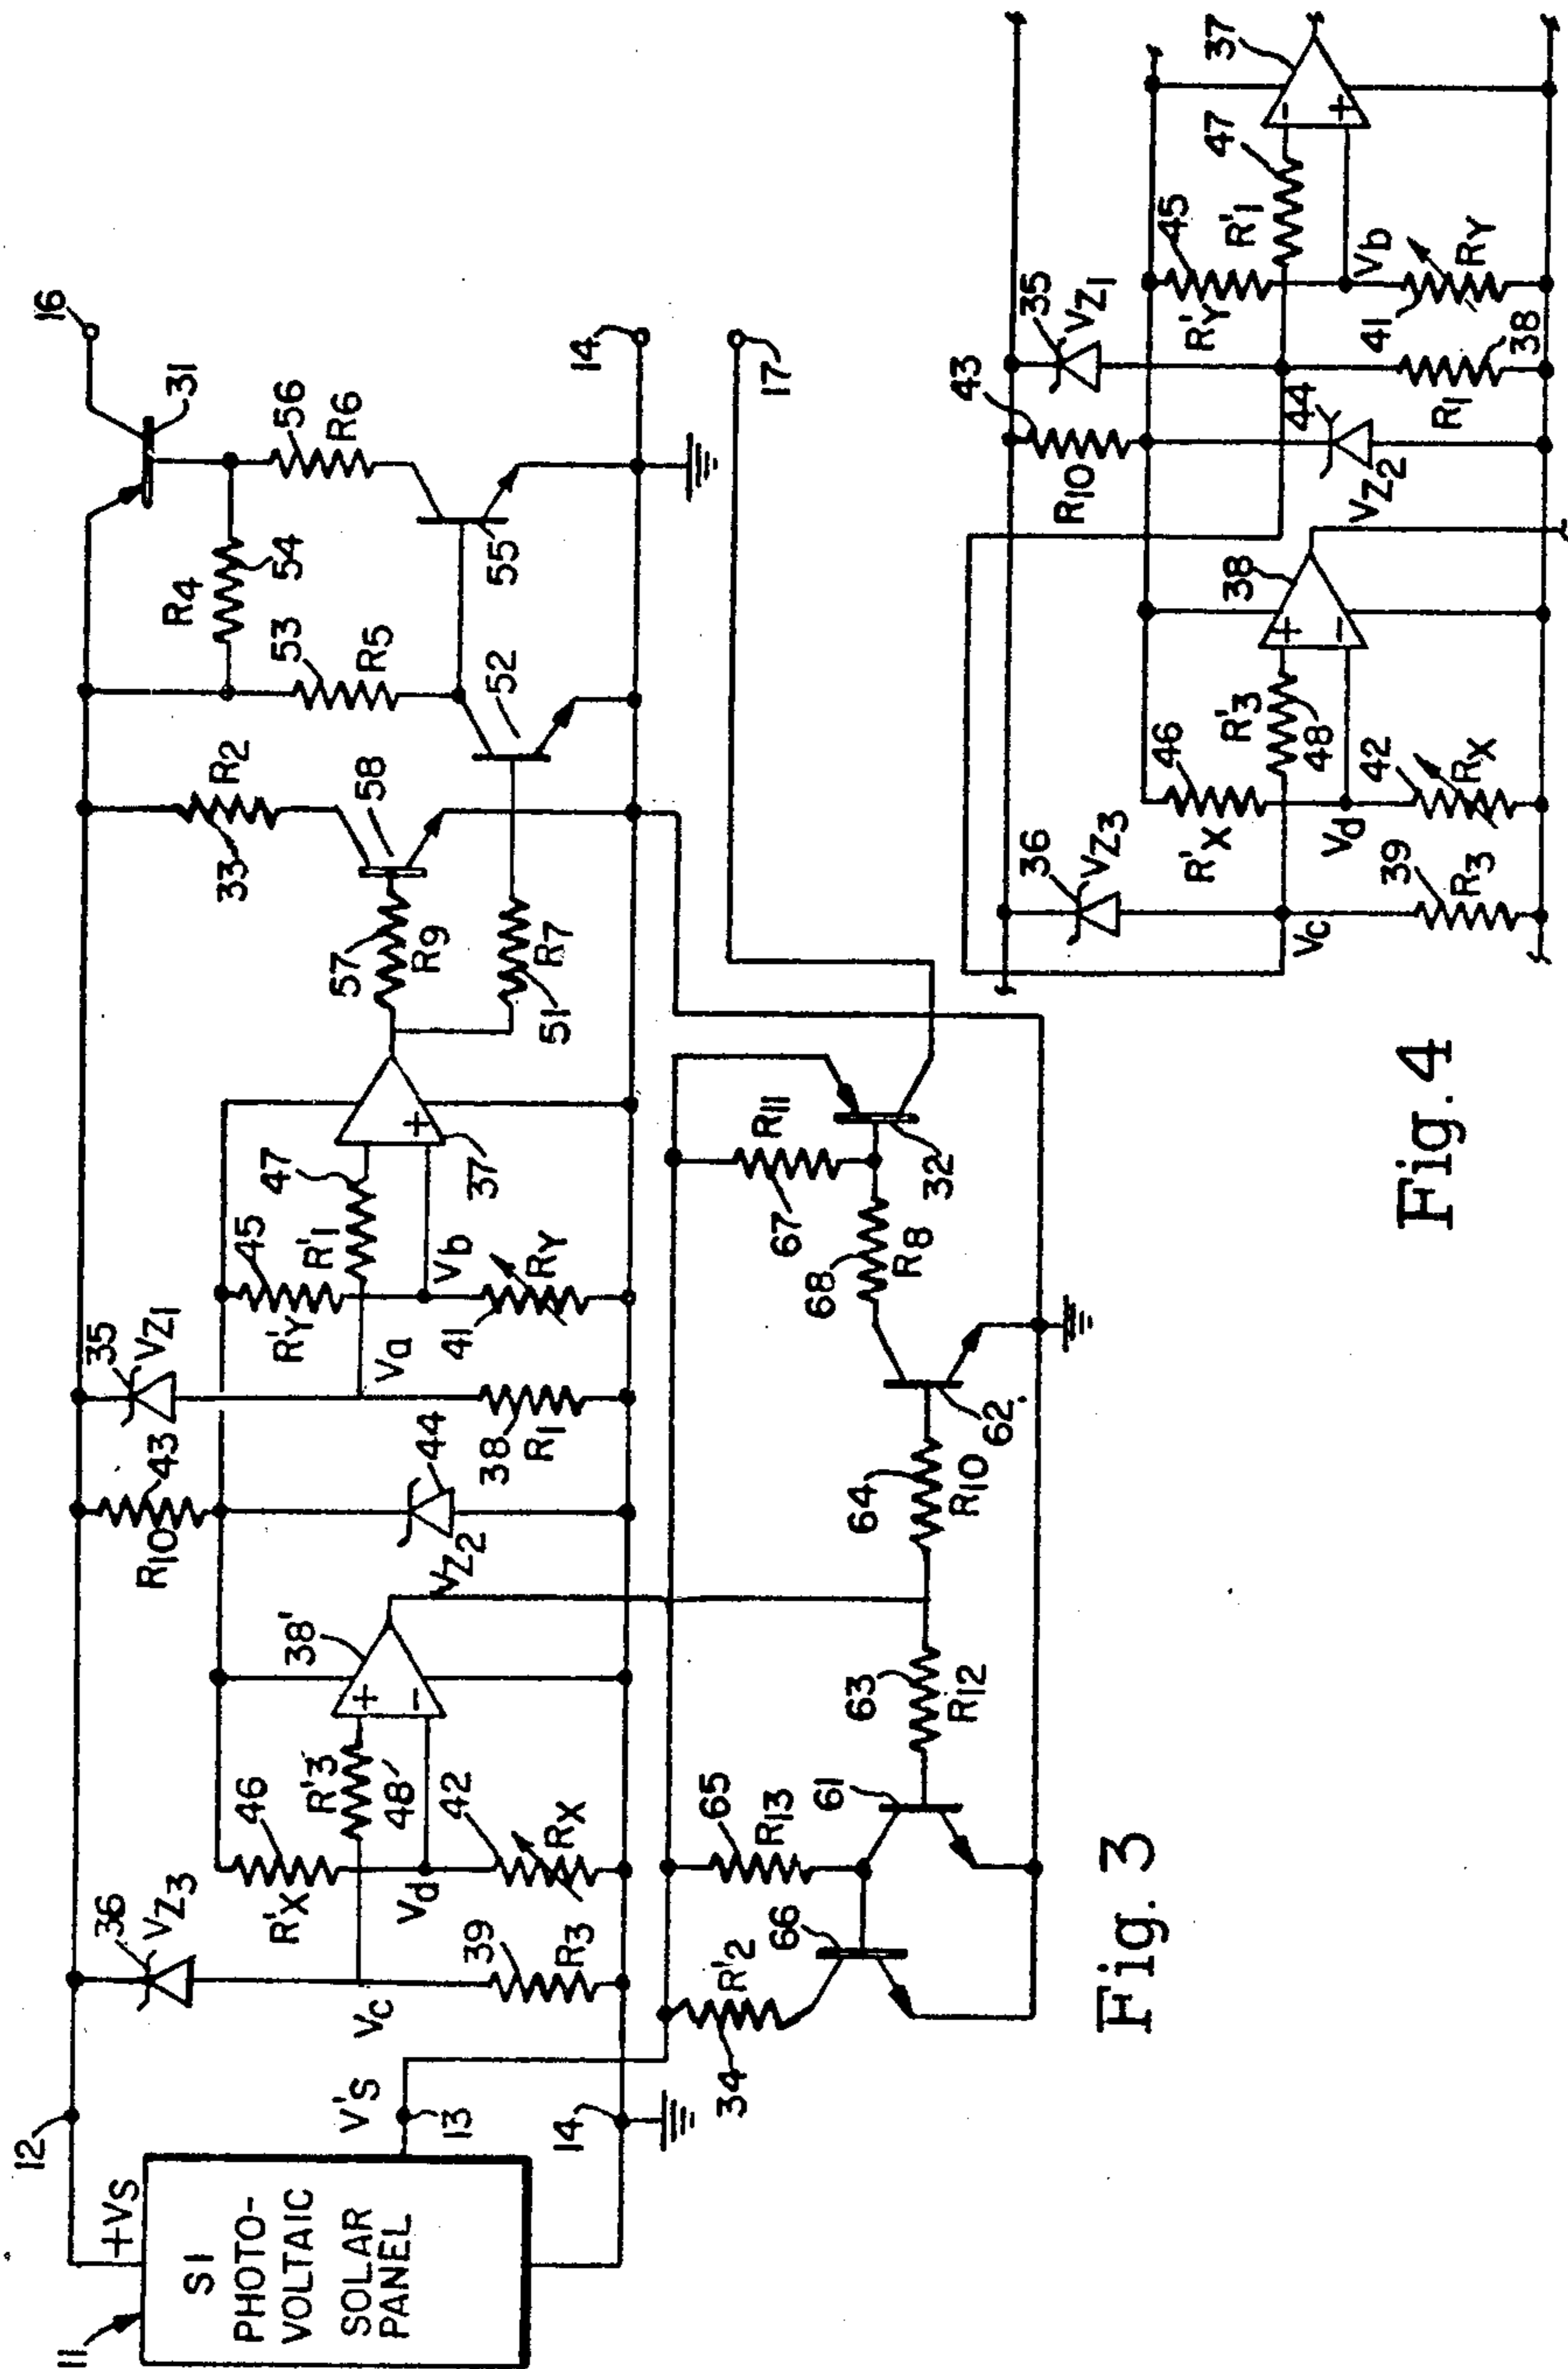 11
S1
PHOTO-
VOLTAIC
SOLAR
PANEL
+VS
12
V'S
13
14
36
VZ3
VC
39
R3
46
R'X
R'3
48
Vd
42
RX
38'
+
-
R10
43
44
VZ2
35
VZ1
Va
38
R1
45
R'Y
R'1
47
Vb
41
RY
+
37
57
R9
51
R7
33
R2
58
52
53
R5
R4
54
55
56
R6
31
16
14
17
34
R'2
66
65
R13
61
63
R12
64
R10
62
68
R8
67
R11
32
Fig. 3
36
VZ3
VC
39
R3
46
R'X
R'3
48
Vd
42
RX
38
+
-
R10
43
44
VZ2
35
VZ1
R1
38
45
R'Y
R'1
47
Vb
41
RY
-
+
37
Fig. 4